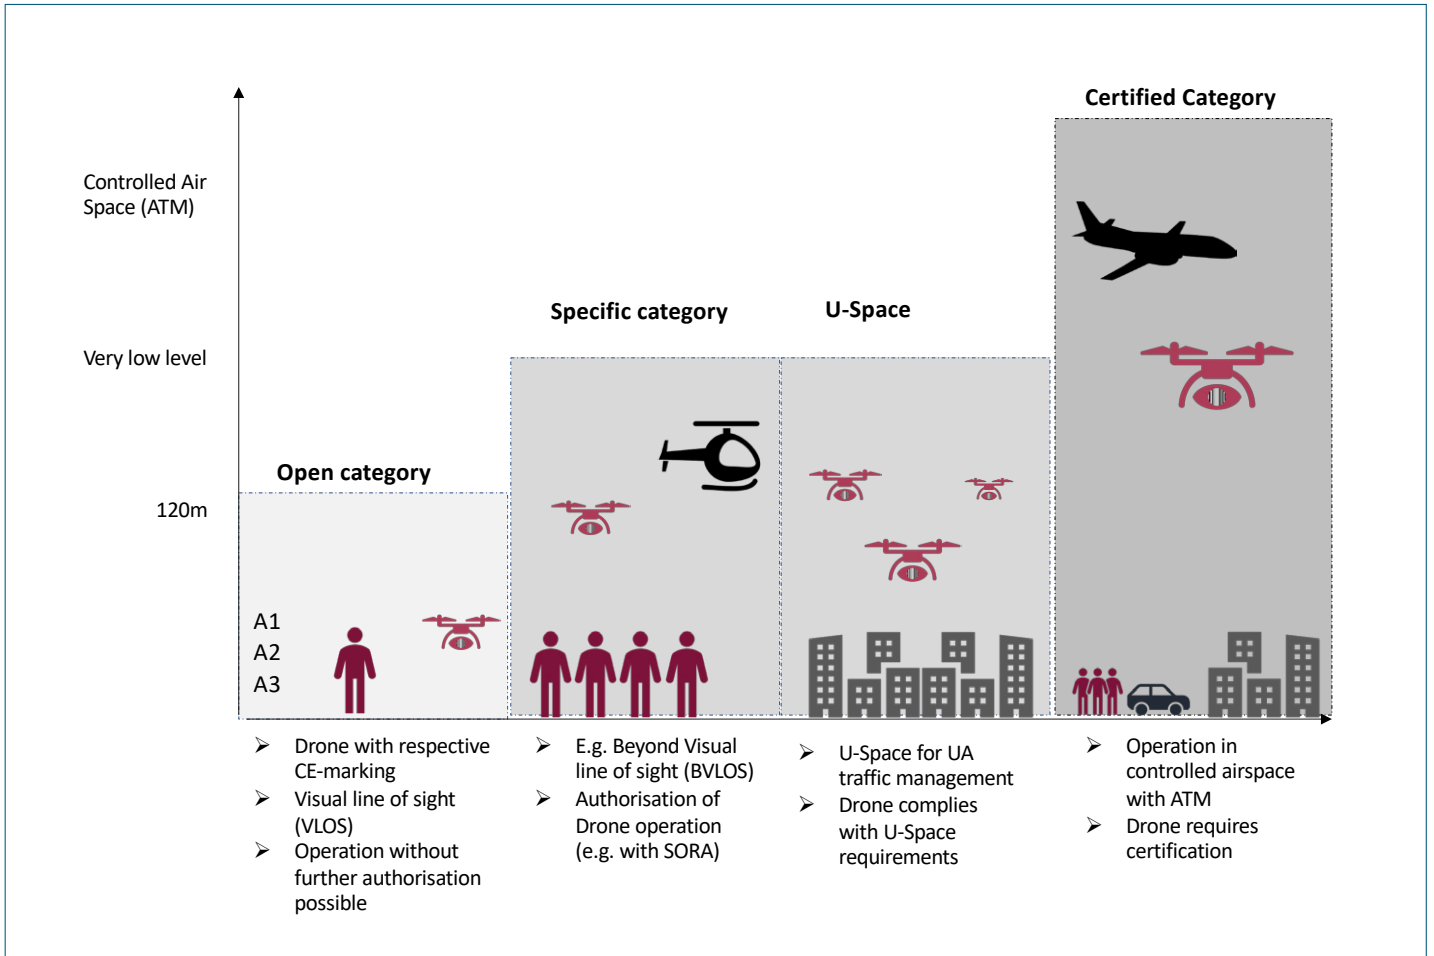 Certified Category
Controlled Air
Space (ATM)
Specific category
U-Space
Very low level
Open category
120m
A1
A2
A3
➢ Drone with respective
CE-marking
➢ Visual line of sight
(VLOS)
➢ Operation without
further authorisation
possible
➢ E.g. Beyond Visual
line of sight (BVLOS)
➢ Authorisation of
Drone operation
(e.g. with SORA)
➢ U-Space for UA
traffic management
➢ Drone complies
with U-Space
requirements
➢ Operation in
controlled airspace
with ATM
➢ Drone requires
certification